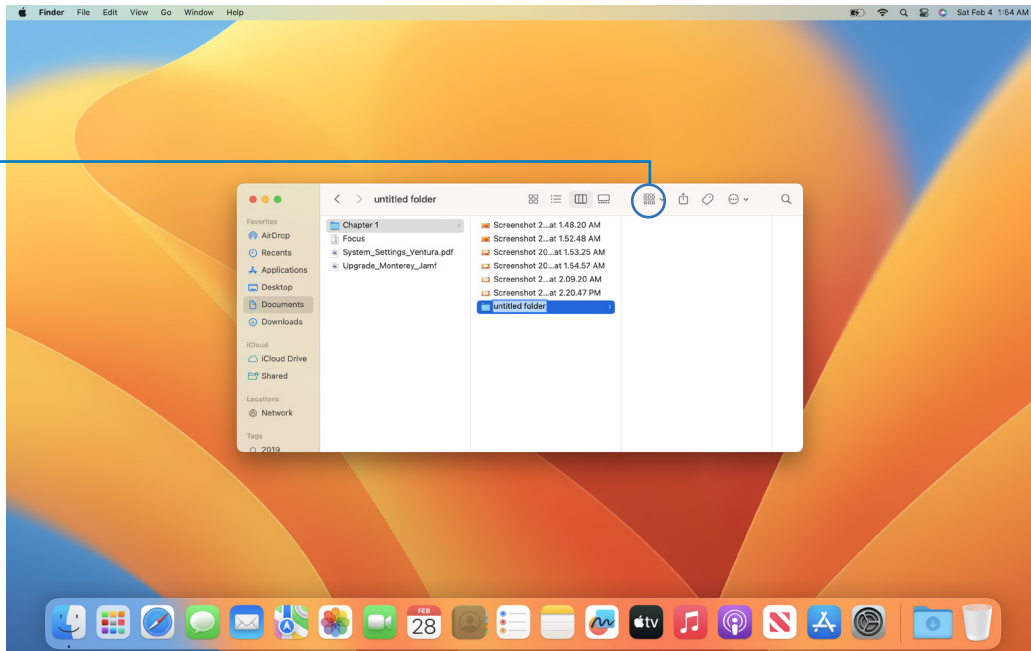 Finder File Edit View Go Window Help
Sat Feb 4 1:54 AM
untitled folder
Favorites
AirDrop
Recents
Applications
Desktop
Documents
Downloads
iCloud
iCloud Drive
Shared
Locations
Network
Tags
2019
Chapter 1
Focus
System_Settings_Ventura.pdf
Upgrade_Monterey_Jamf
Screenshot 2...at 1.48.20 AM
Screenshot 2...at 1.52.48 AM
Screenshot 20...at 1.53.25 AM
Screenshot 20...at 1.54.57 AM
Screenshot 2...at 2.09.20 AM
Screenshot 2...at 2.20.47 PM
untitled folder
FEB
28
tv